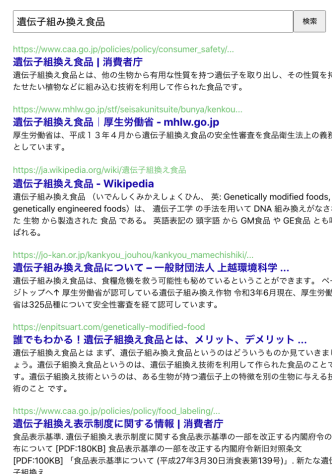 遺伝子組み換え食品
検索
https://www.caa.go.jp/policies/policy/consumer_safety/...
遺伝子組換え食品 | 消費者庁
遺伝子組換え食品とは、他の生物から有用な性質を持つ遺伝子を取り出し、その性質を持
たせたい植物などに組み込む技術を利用して作られた食品です。
https://www.mhlw.go.jp/stf/seisakunitsuite/bunya/kenkou...
遺伝子組換え食品｜厚生労働省 - mhlw.go.jp
厚生労働省は、平成１３年４月から遺伝子組換え食品の安全性審査を食品衛生法上の義務
としています。
https://ja.wikipedia.org/wiki/遺伝子組換え食品
遺伝子組み換え食品 - Wikipedia
遺伝子組み換え食品 （いでんしくみかえしょくひん、 英: Genetically modified foods,
genetically engineered foods）は、 遺伝子工学 の手法を用いて DNA 組み換えがなさ
た 生物 から製造された 食品 である。 英語表記の 頭字語 から GM食品 や GE食品 とも
ばれる。
https://jo-kan.or.jp/kankyou_jouhou/kankyou_mamechishiki/...
遺伝子組み換え食品について – 一般財団法人 上越環境科学 ...
遺伝子組み換え食品は、食糧危機を救う可能性も秘めているということができます。 ペー
ジトップへ↑ 厚生労働省が認可している遺伝子組み換え作物 令和3年6月現在、厚生労働
省は325品種について安全性審査を経て認可しています。
https://enpitsuart.com/genetically-modified-food
誰でもわかる！遺伝子組換え食品とは、メリット、デメリット ...
遺伝子組換え食品とは まず、遺伝子組み換え食品というのはどういうものか見ていきまし
ょう。遺伝子組換え食品というのは、遺伝子組換え技術を利用して作られた食品のことで
す。遺伝子組換え技術というのは、ある生物が持つ遺伝子上の特徴を別の生物に与える技
術のこと です。
https://www.caa.go.jp/policies/policy/food_labeling/...
遺伝子組換え表示制度に関する情報 | 消費者庁
食品表示基準. 遺伝子組換え表示制度に関する食品表示基準の一部を改正する内閣府令の
布について [PDF:180KB] 食品表示基準の一部を改正する内閣府令新旧対照条文
[PDF:100KB] 「食品表示基準について (平成27年3月30日消食表第139号)」. 新たな遺伝
子組換え